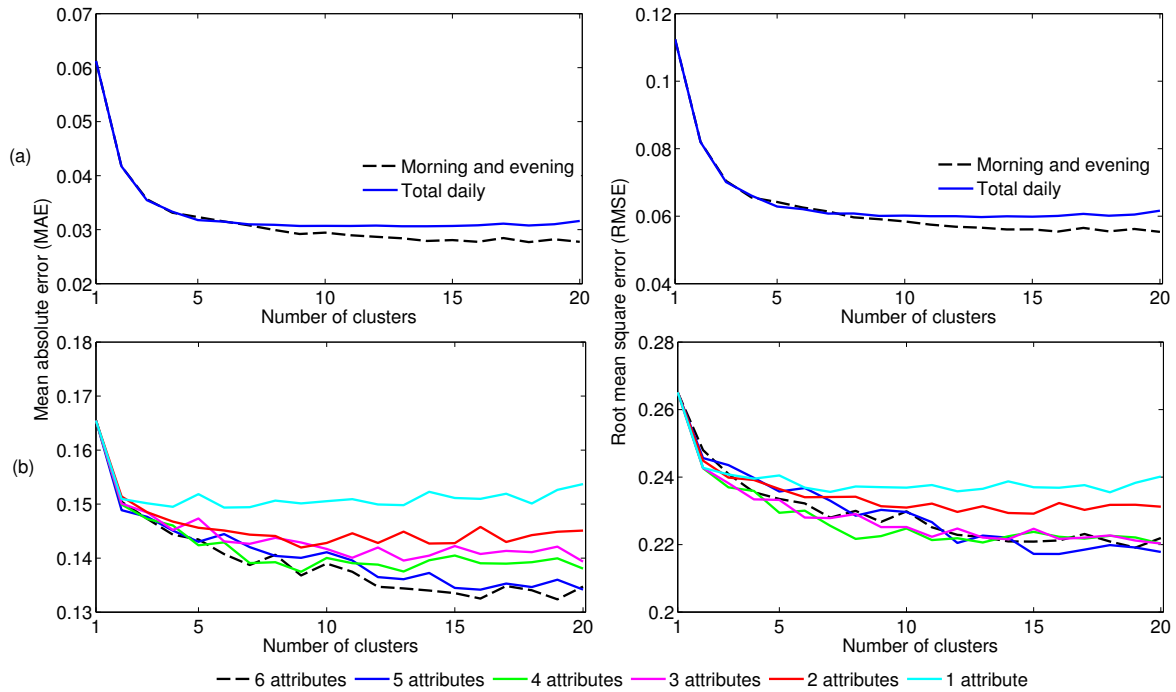 (a)
Mean absolute error (MAE)
0.07
0.06
0.05
0.04
0.03
0.02
1 5 10 15 20
Number of clusters
Morning and evening
Total daily
Root mean square error (RMSE)
0.12
0.1
0.08
0.06
0.04
1 5 10 15 20
Number of clusters
Morning and evening
Total daily
(b)
0.18
0.17
0.16
0.15
0.14
0.13
1 5 10 15 20
Number of clusters
0.28
0.26
0.24
0.22
0.2
1 5 10 15 20
Number of clusters
6 attributes 5 attributes 4 attributes 3 attributes 2 attributes 1 attribute